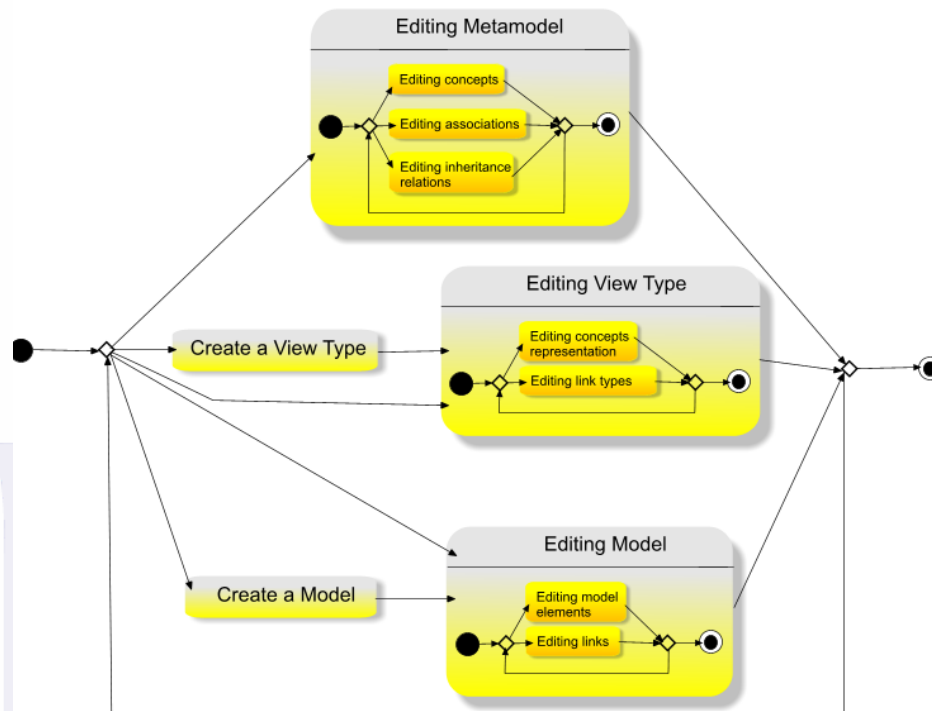 Editing Metamodel
Editing concepts
Editing associations
Editing inheritance
relations
Editing View Type
Editing concepts
representation
Editing link types
Create a View Type
Editing Model
Editing model
elements
Editing links
Create a Model